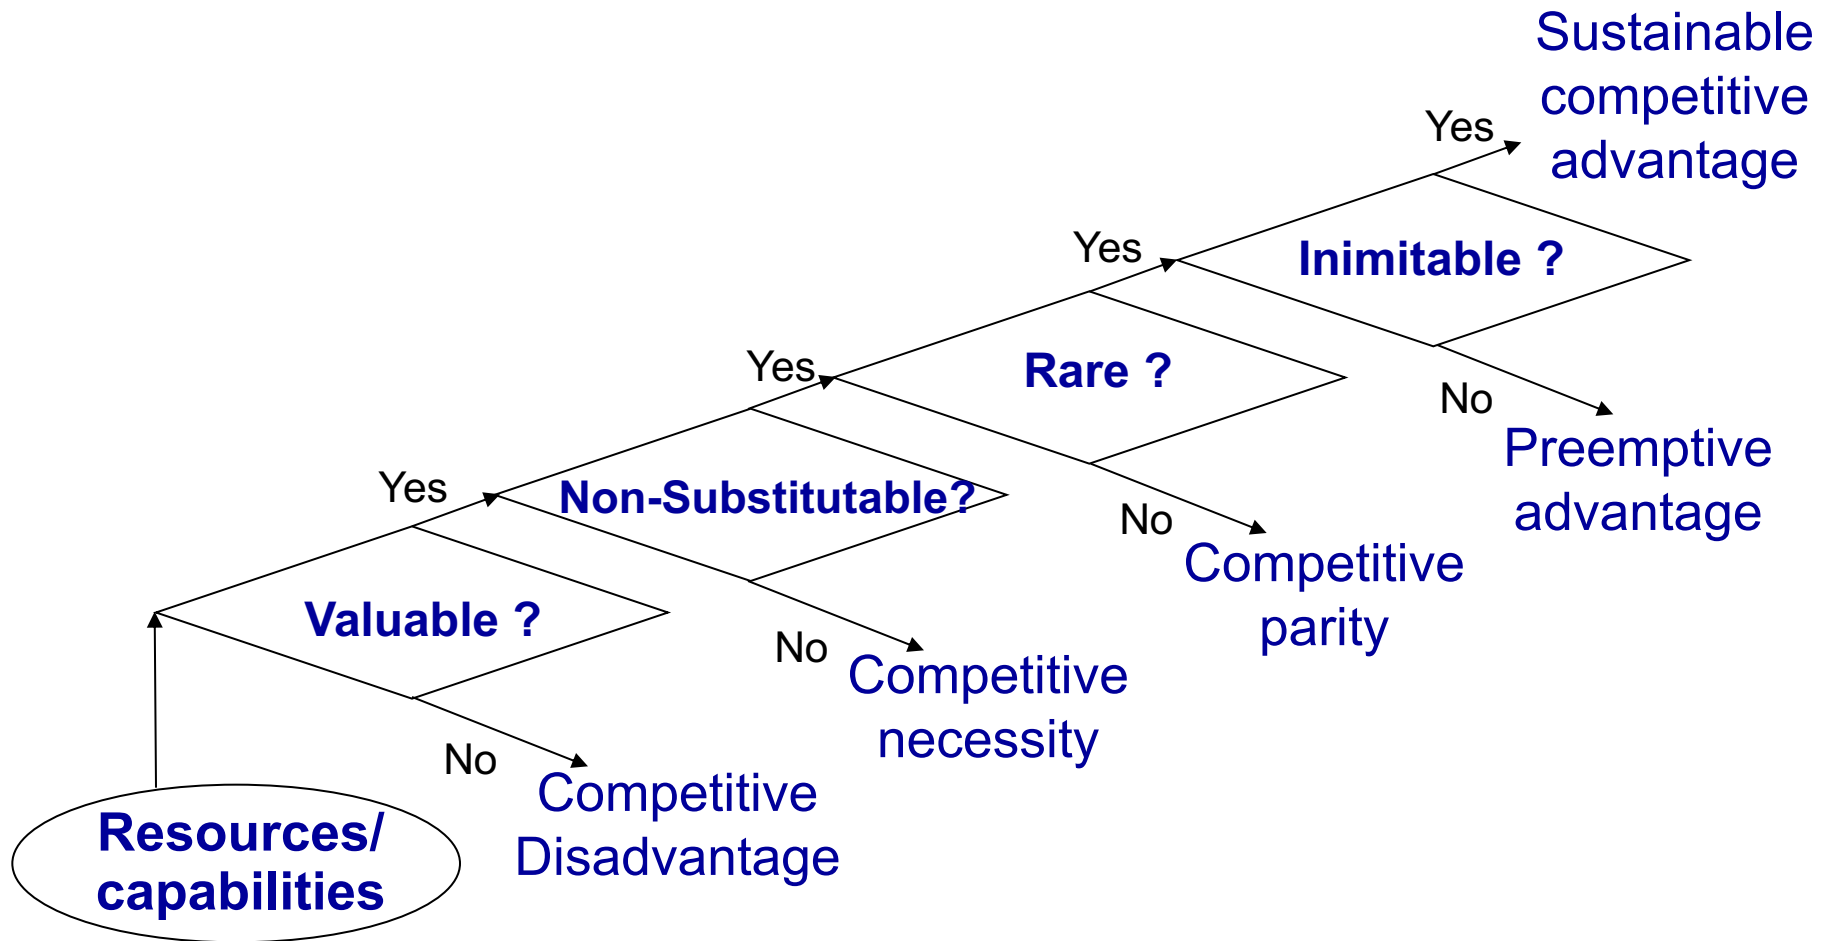 Sustainable
competitive
advantage
Yes
Inimitable ?
Yes
No
Preemptive
advantage
Rare ?
Yes
No
Competitive
parity
Non-Substitutable?
Yes
No
Competitive
necessity
Valuable ?
No
Competitive
Disadvantage
Resources/
capabilities